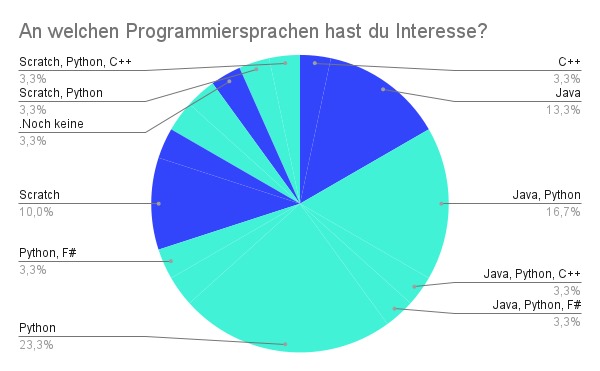 An welchen Programmiersprachen hast du Interesse?
Scratch, Python, C++
3,3%
Scratch, Python
3,3%
.Noch keine
3,3%
Scratch
10,0%
Python, F#
3,3%
Python
23,3%
C++
3,3%
Java
13,3%
Java, Python
16,7%
Java, Python, C++
3,3%
Java, Python, F#
3,3%